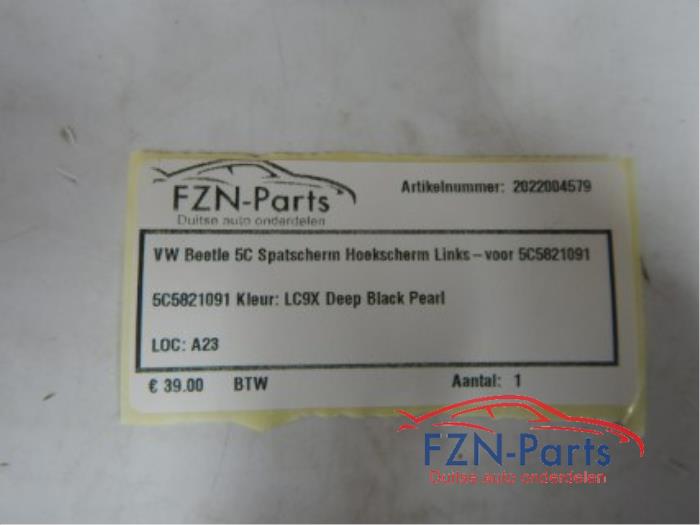 FZN-Parts
Duitse auto onderdelen
Artikelnummer: 2022004579
VW Beetle 5C Spatscherm Hoekscherm Links-voor 5C5821091
5C5821091 Kleur: LC9X Deep Black Pearl
LOC: A23
€ 39.00 BTW Aantal: 1
FZN-Parts
Duitse auto onderdelen